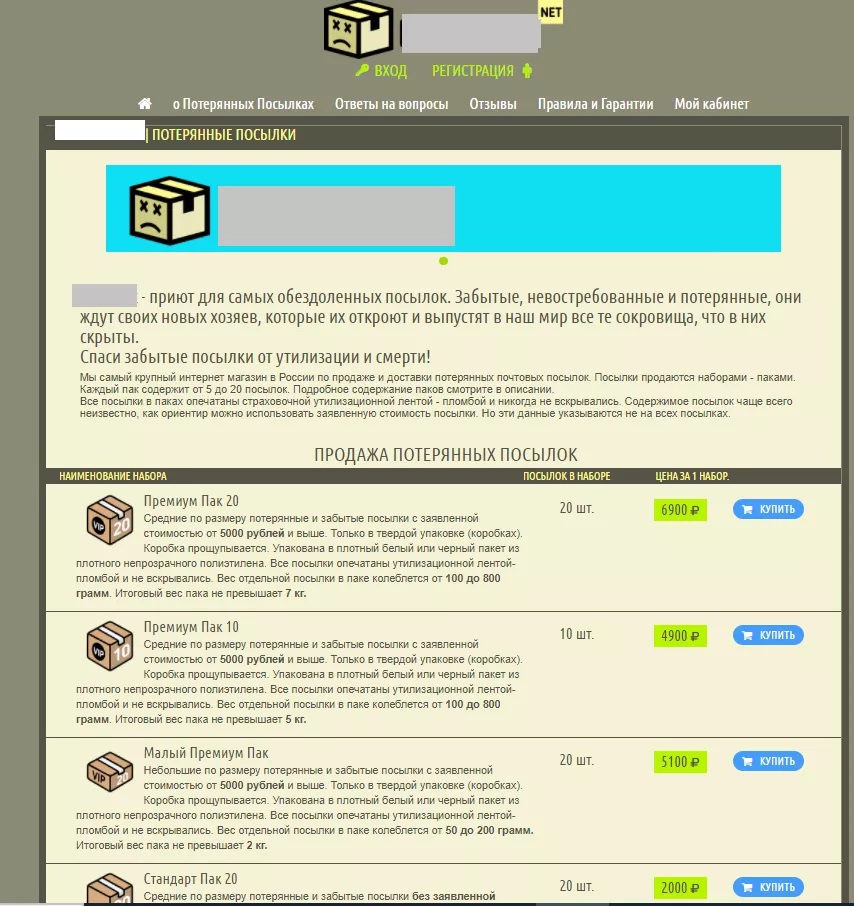 NET
ВХОД РЕГИСТРАЦИЯ
о Потерянных Посылках Ответы на вопросы Отзывы Правила и Гарантии Мой кабинет
| ПОТЕРЯННЫЕ ПОСЫЛКИ
- приют для самых обездоленных посылок. Забытые, невостребованные и потерянные, они
ждут своих новых хозяев, которые их откроют и выпустят в наш мир все те сокровища, что в них
скрыты.
Спаси забытые посылки от утилизации и смерти!
Мы самый крупный интернет магазин в России по продаже и доставки потерянных почтовых посылок. Посылки продаются наборами - паками.
Каждый пак содержит от 5 до 20 посылок. Подробное содержание паков смотрите в описании.
Все посылки в паках опечатаны страховочной утилизационной лентой - пломбой и никогда не вскрывались. Содержимое посылок чаще всего
неизвестно, как ориентир можно использовать заявленную стоимость посылки. Но эти данные указываются не на всех посылках.
ПРОДАЖА ПОТЕРЯННЫХ ПОСЫЛОК
НАИМЕНОВАНИЕ НАБОРА ПОСЫЛОК В НАБОРЕ ЦЕНА ЗА 1 НАБОР.
VIP 20
Премиум Пак 20 20 шт. 6900 ₽ КУПИТЬ
Средние по размеру потерянные и забытые посылки с заявленной
стоимостью от 5000 рублей и выше. Только в твердой упаковке (коробках).
Коробка прощупывается. Упакована в плотный белый или черный пакет из
плотного непрозрачного полиэтилена. Все посылки опечатаны утилизационной лентой-
пломбой и не вскрывались. Вес отдельной посылки в паке колеблется от 100 до 800
грамм. Итоговый вес пака не превышает 7 кг.
VIP 10
Премиум Пак 10 10 шт. 4900 ₽ КУПИТЬ
Средние по размеру потерянные и забытые посылки с заявленной
стоимостью от 5000 рублей и выше. Только в твердой упаковке (коробках).
Коробка прощупывается. Упакована в плотный белый или черный пакет из
плотного непрозрачного полиэтилена. Все посылки опечатаны утилизационной лентой-
пломбой и не вскрывались. Вес отдельной посылки в паке колеблется от 100 до 800
грамм. Итоговый вес пака не превышает 5 кг.
VIP 20
Малый Премиум Пак 20 шт. 5100 ₽ КУПИТЬ
Небольшие по размеру потерянные и забытые посылки с заявленной
стоимостью от 5000 рублей и выше. Только в твердой упаковке (коробках).
Коробка прощупывается. Упакована в плотный белый или черный пакет из
плотного непрозрачного полиэтилена. Все посылки опечатаны утилизационной лентой-
пломбой и не вскрывались. Вес отдельной посылки в паке колеблется от 50 до 200 грамм.
Итоговый вес пака не превышает 2 кг.
Стандарт Пак 20 20 шт. 2000 ₽ КУПИТЬ
Средние по размеру потерянные и забытые посылки без заявленной